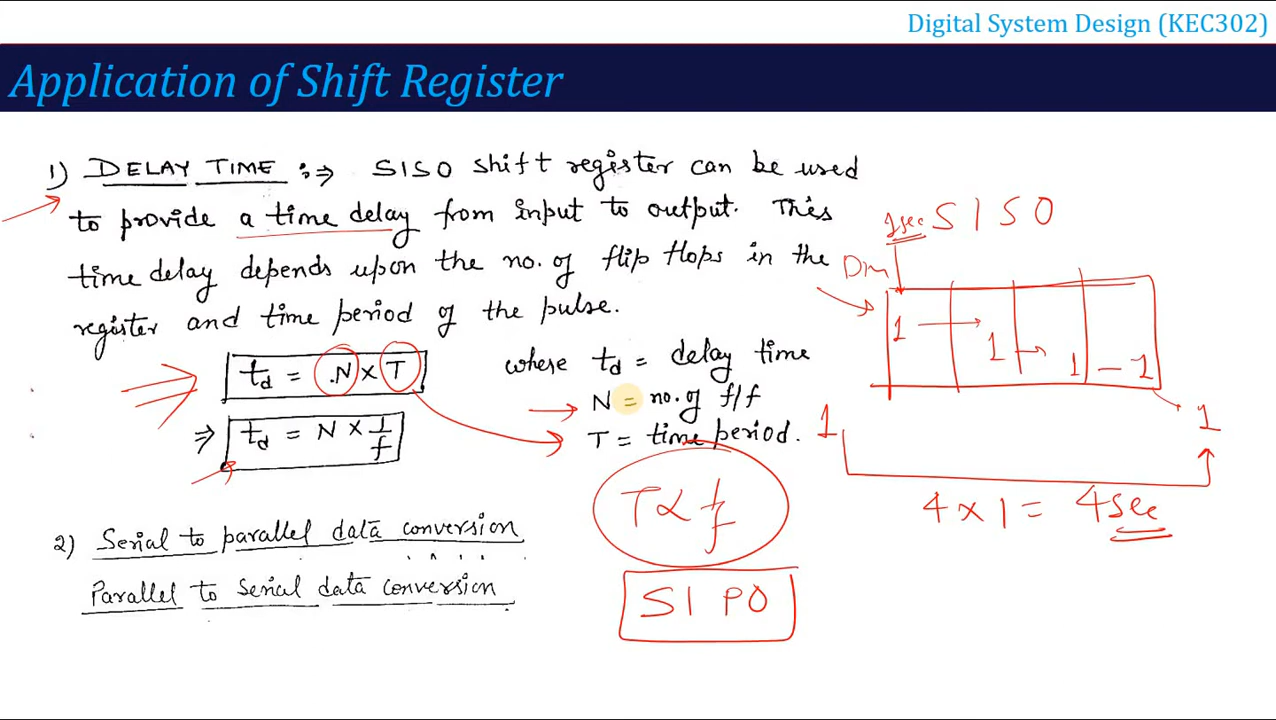 Digital System Design (KEC302)
Application of Shift Register
1) DELAY TIME :⇒ SISO shift register can be used
to provide a time delay from input to output. This
time delay depends upon the no. of flip flops in the
register and time period of the pulse.
td = .N × T
⇒ td = N × 1/f
where td = delay time
N = no. of f/f
T = time period.
2) Serial to parallel data conversion
Parallel to Serial data conversion
T ∝ 1/f
SI PO
1sec SISO
Din
1 → 1 → 1 – 1
1 1
4 × 1 = 4sec